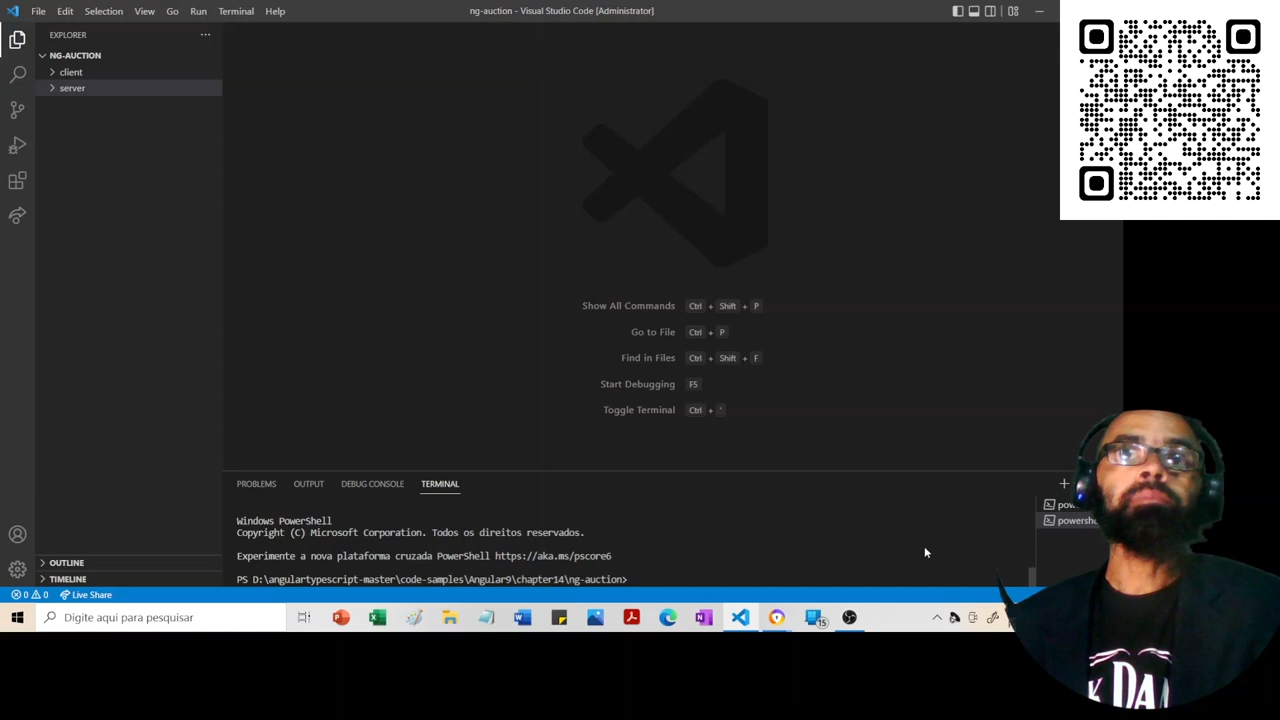 File Edit Selection View Go Run Terminal Help
ng-auction - Visual Studio Code [Administrator]
EXPLORER
NG-AUCTION
client
server
Show All Commands Ctrl + Shift + P
Go to File Ctrl + P
Find in Files Ctrl + Shift + F
Start Debugging F5
Toggle Terminal Ctrl + '
PROBLEMS OUTPUT DEBUG CONSOLE TERMINAL
Windows PowerShell
Copyright (C) Microsoft Corporation. Todos os direitos reservados.
Experimente a nova plataforma cruzada PowerShell https://aka.ms/pscore6
PS D:\angulartypescript-master\code-samples\Angular9\chapter14\ng-auction>
OUTLINE
TIMELINE
0 0 Live Share
Digite aqui para pesquisar
15